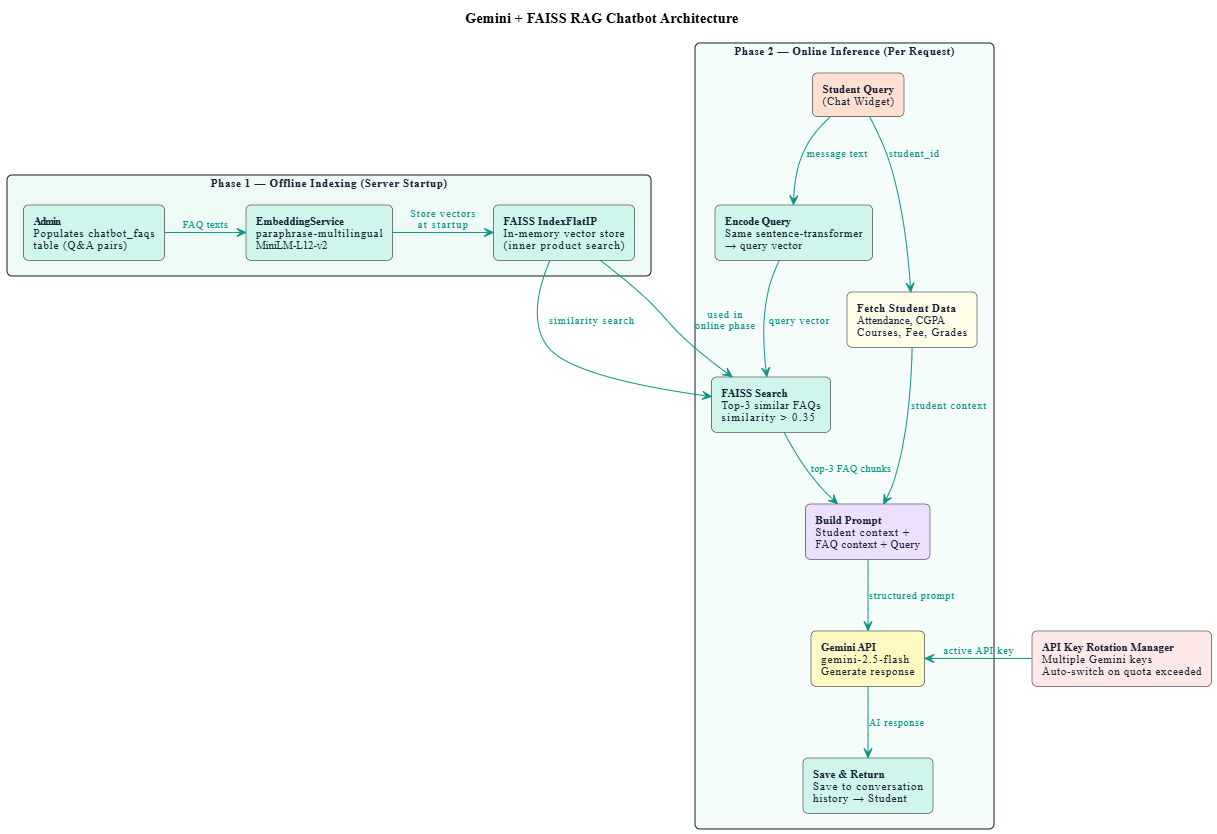 Gemini + FAISS RAG Chatbot Architecture
Phase 2 — Online Inference (Per Request)
Student Query
(Chat Widget)
message text
student_id
Phase 1 — Offline Indexing (Server Startup)
Admin
Populates chatbot_faqs
table (Q&A pairs)
FAQ texts
EmbeddingService
paraphrase-multilingual
MiniLM-L12-v2
Store vectors
at startup
FAISS IndexFlatIP
In-memory vector store
(inner product search)
Encode Query
Same sentence-transformer
→ query vector
similarity search
used in
online phase
query vector
Fetch Student Data
Attendance, CGPA
Courses, Fee, Grades
FAISS Search
Top-3 similar FAQs
similarity > 0.35
student context
top-3 FAQ chunks
Build Prompt
Student context +
FAQ context + Query
structured prompt
Gemini API
gemini-2.5-flash
Generate response
active API key
API Key Rotation Manager
Multiple Gemini keys
Auto-switch on quota exceeded
AI response
Save & Return
Save to conversation
history → Student